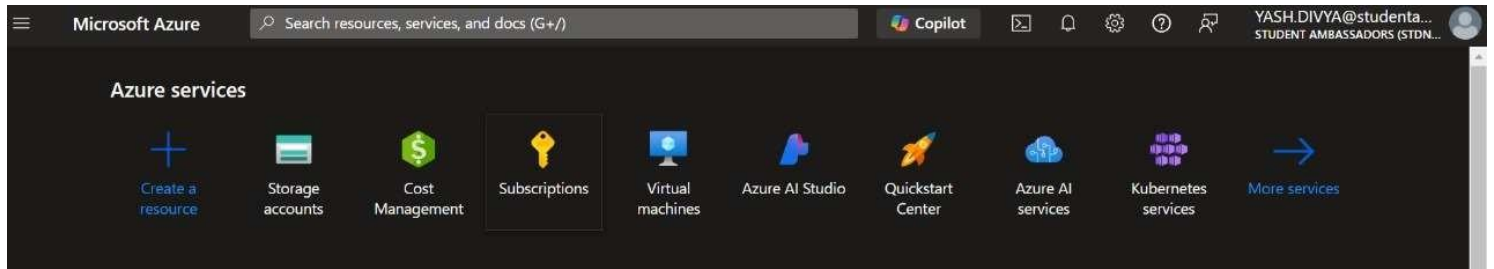 Microsoft Azure
Search resources, services, and docs (G+/)
Copilot
YASH.DIVYA@studenta...
STUDENT AMBASSADORS (STDN...
Azure services
Create a
resource
Storage
accounts
Cost
Management
Subscriptions
Virtual
machines
Azure AI Studio
Quickstart
Center
Azure AI
services
Kubernetes
services
More services